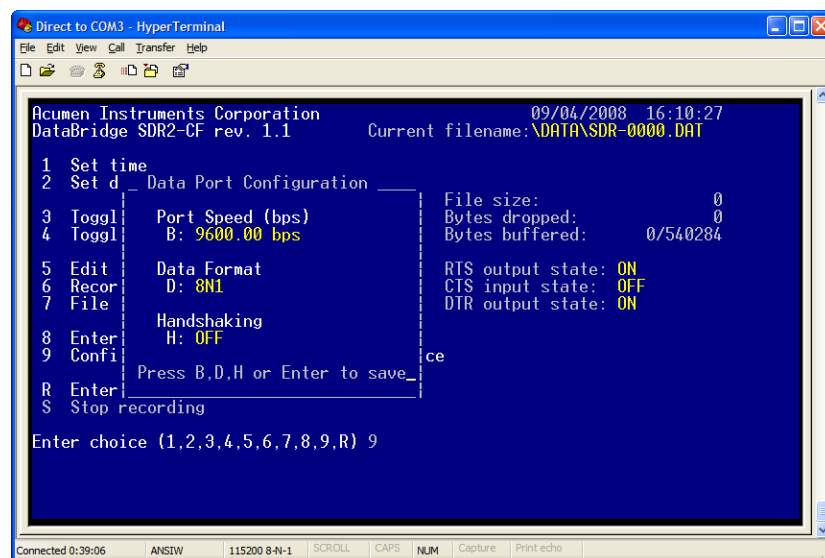 Direct to COM3 - HyperTerminal
File Edit View Call Transfer Help
Acumen Instruments Corporation 09/04/2008 16:10:27
DataBridge SDR2-CF rev. 1.1 Current filename:\DATA\SDR-0000.DAT
1 Set time
2 Set d _ Data Port Configuration ____
File size: 0
3 Toggl Port Speed (bps) Bytes dropped: 0
4 Toggl B: 9600.00 bps Bytes buffered: 0/540284
5 Edit Data Format RTS output state: ON
6 Recor D: 8N1 CTS input state: OFF
7 File DTR output state: ON
Handshaking
8 Enter H: OFF
9 Confi ce
Press B,D,H or Enter to save_
R Enter
S Stop recording
Enter choice (1,2,3,4,5,6,7,8,9,R) 9
Connected 0:39:06 ANSIW 115200 8-N-1 SCROLL CAPS NUM Capture Print echo